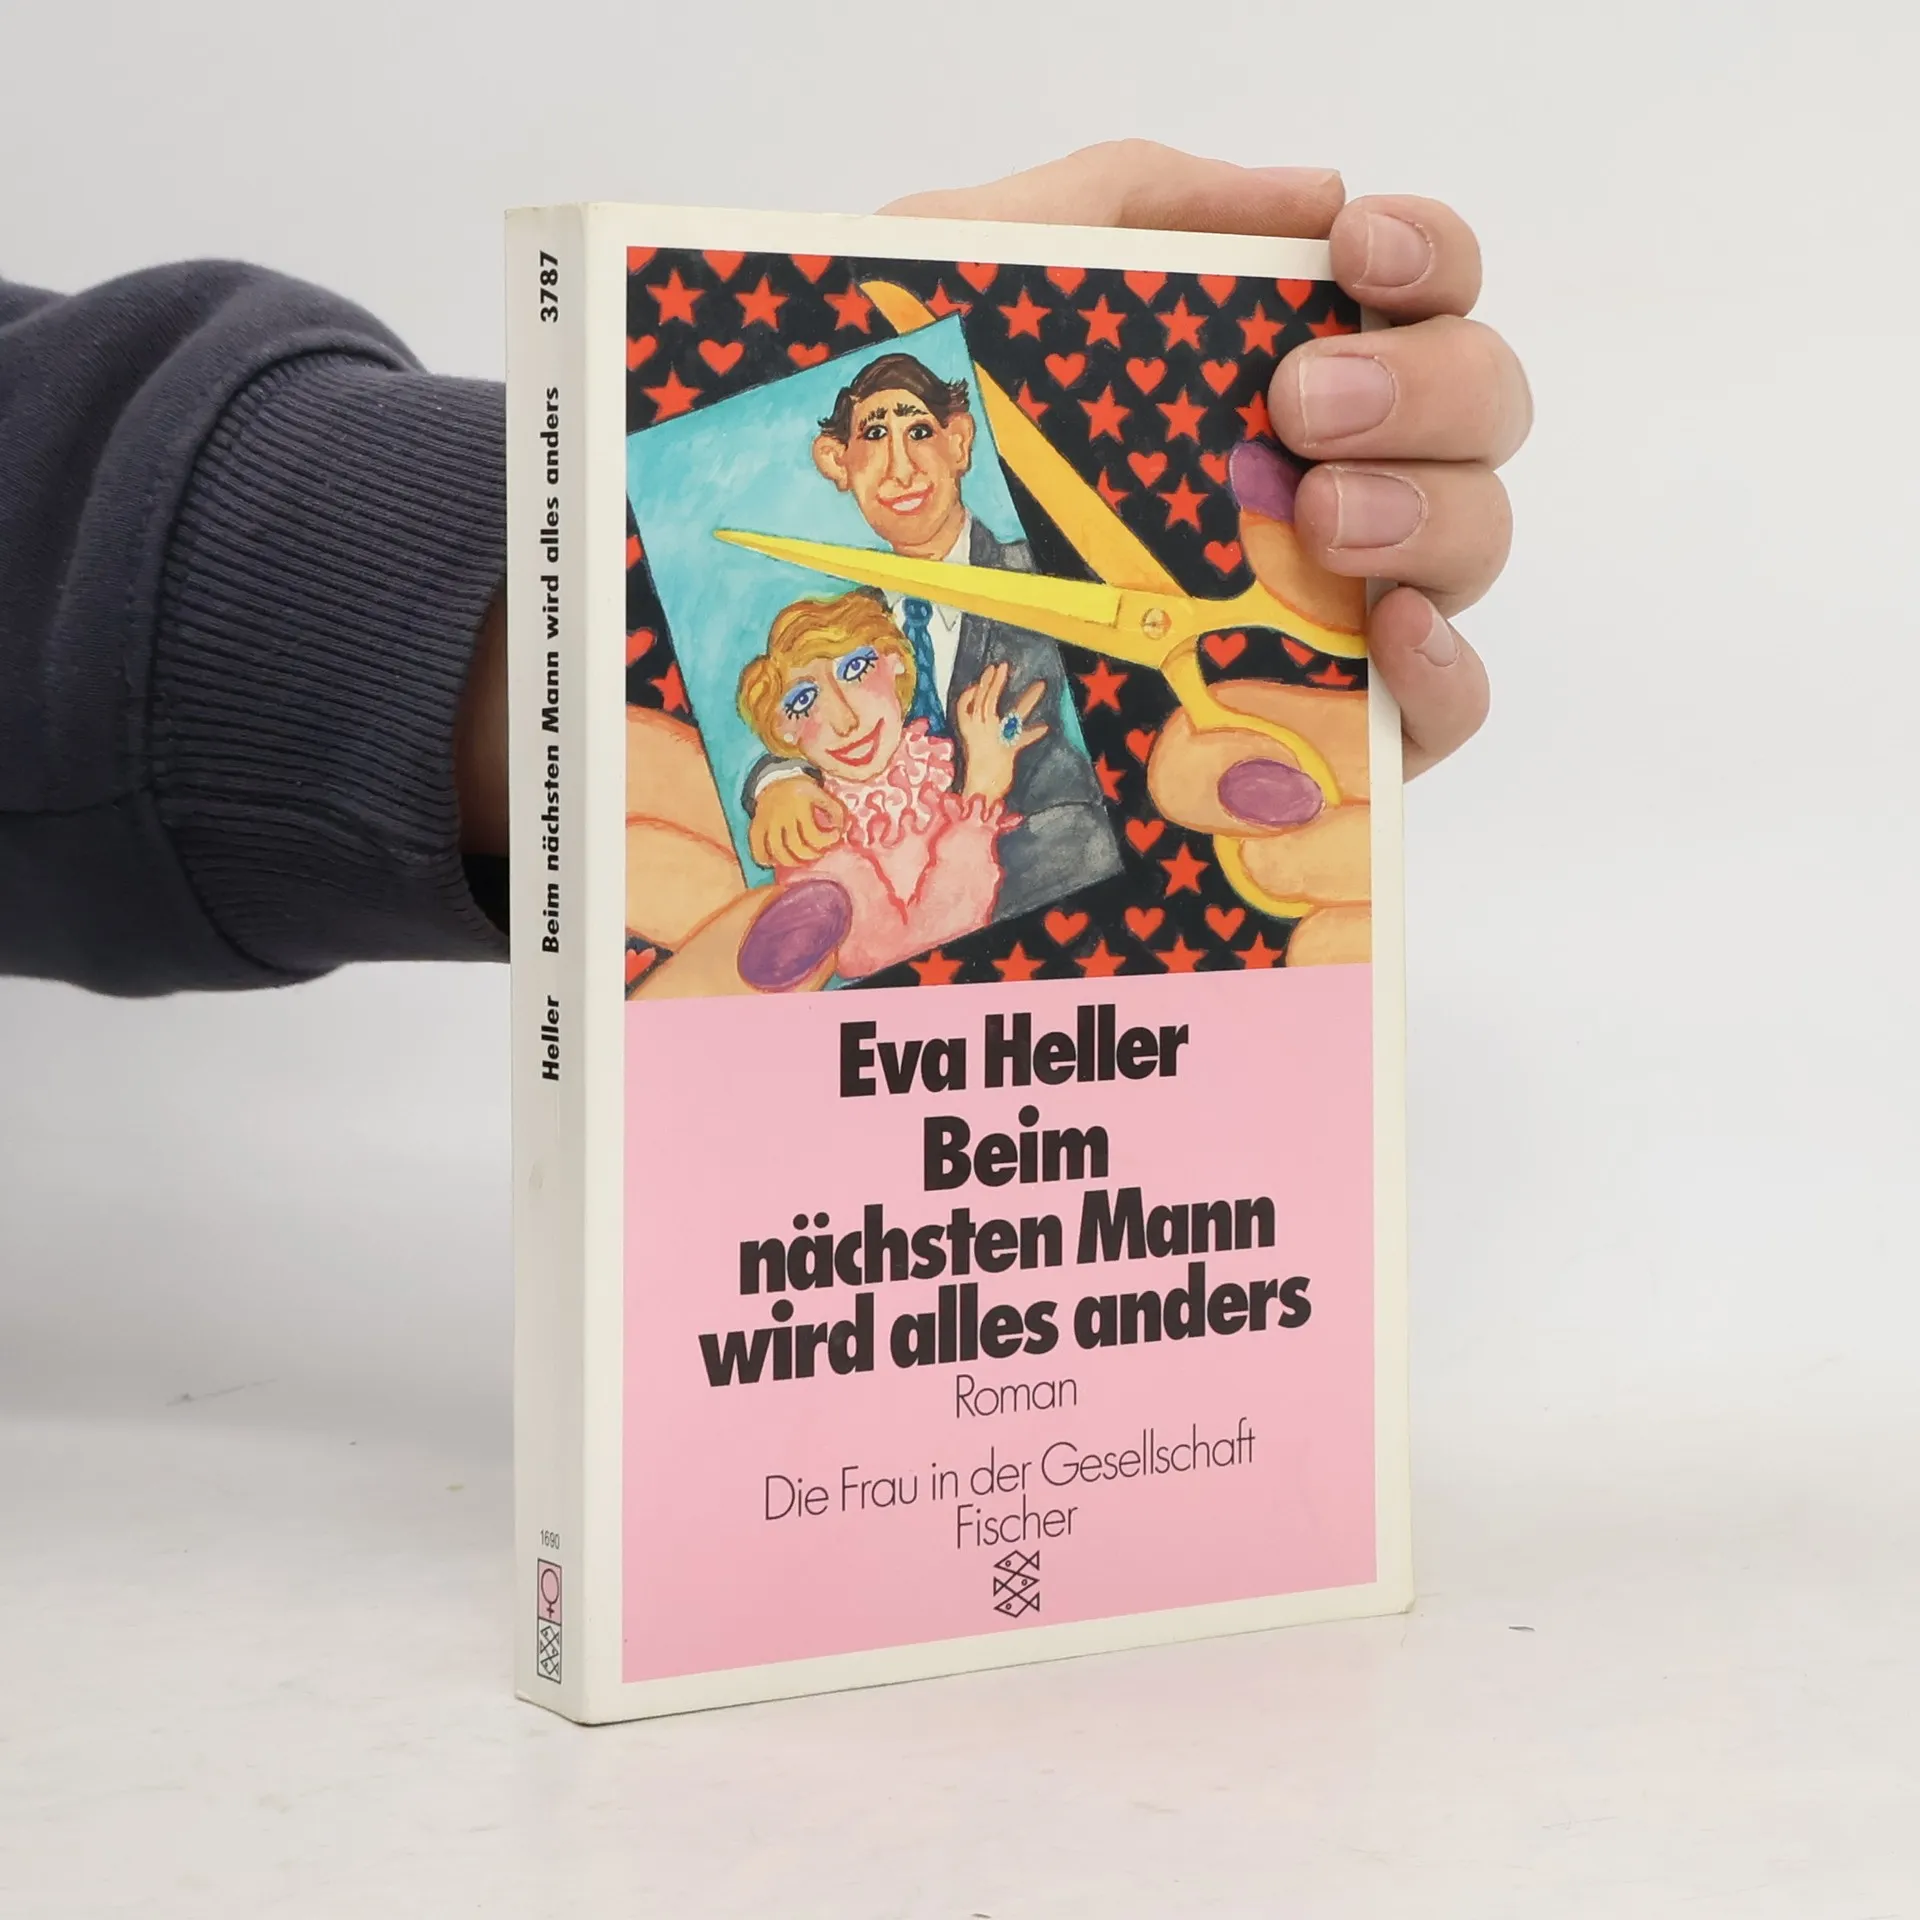 Heller Beim nächsten Mann wird alles anders 3787
1690
Eva Heller
Beim
nächsten Mann
wird alles anders
Roman
Die Frau in der Gesellschaft
Fischer